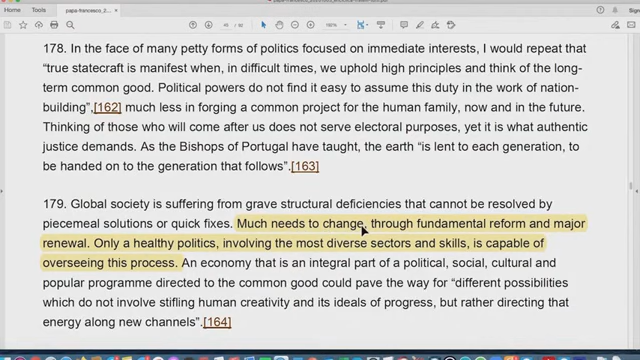 178. In the face of many petty forms of politics focused on immediate interests, I would repeat that
“true statecraft is manifest when, in difficult times, we uphold high principles and think of the long-
term common good. Political powers do not find it easy to assume this duty in the work of nation-
building”,[162] much less in forging a common project for the human family, now and in the future.
Thinking of those who will come after us does not serve electoral purposes, yet it is what authentic
justice demands. As the Bishops of Portugal have taught, the earth “is lent to each generation, to
be handed on to the generation that follows”.[163]
179. Global society is suffering from grave structural deficiencies that cannot be resolved by
piecemeal solutions or quick fixes. Much needs to change, through fundamental reform and major
renewal. Only a healthy politics, involving the most diverse sectors and skills, is capable of
overseeing this process. An economy that is an integral part of a political, social, cultural and
popular programme directed to the common good could pave the way for “different possibilities
which do not involve stifling human creativity and its ideals of progress, but rather directing that
energy along new channels”.[164]